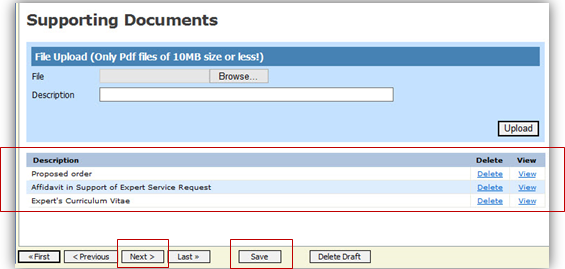 Supporting Documents
File Upload (Only Pdf files of 10MB size or less!)
File Browse...
Description
Upload
Description Delete View
Proposed order Delete View
Affidavit in Support of Expert Service Request Delete View
Expert's Curriculum Vitae Delete View
«First < Previous Next > Last » Save Delete Draft